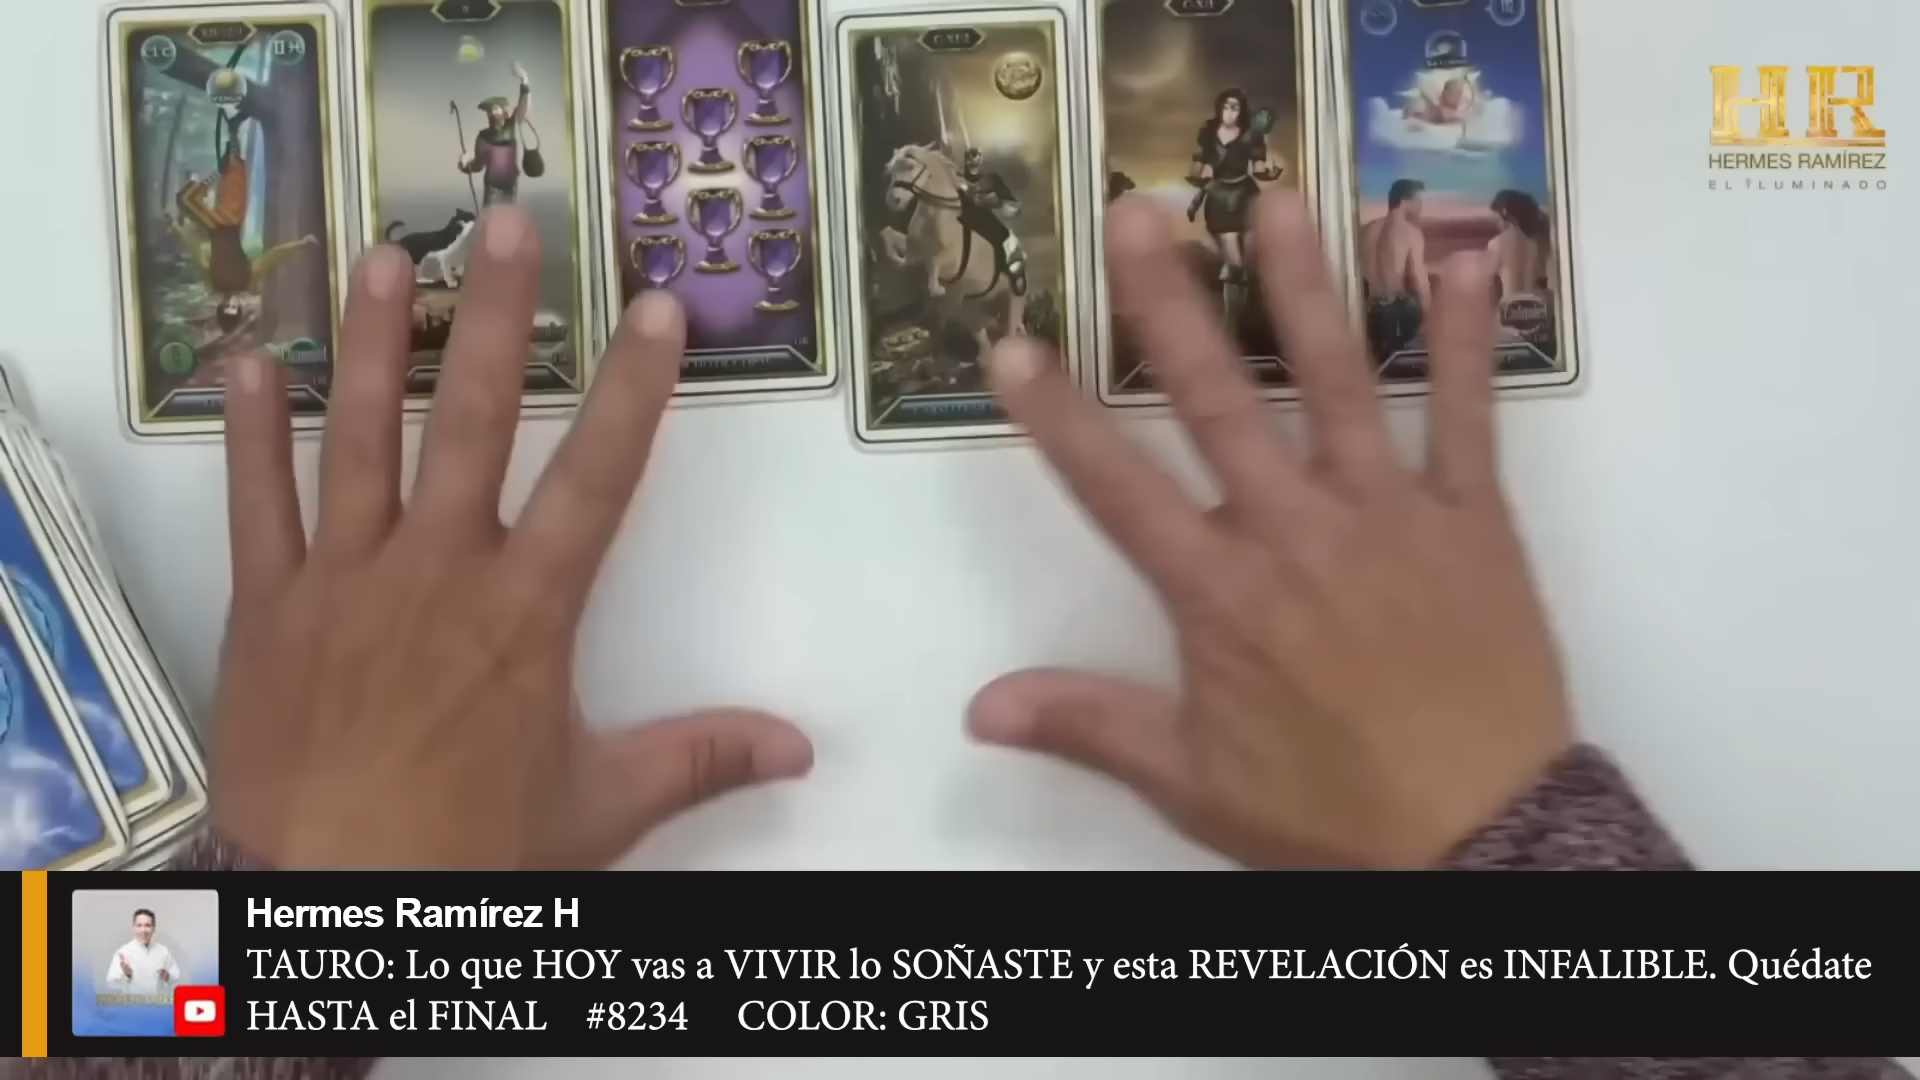 HR
HERMES RAMÍREZ
EL ILUMINADO
Hermes Ramírez H
TAURO: Lo que HOY vas a VIVIR lo SOÑASTE y esta REVELACIÓN es INFALIBLE. Quédate
HASTA el FINAL #8234 COLOR: GRIS